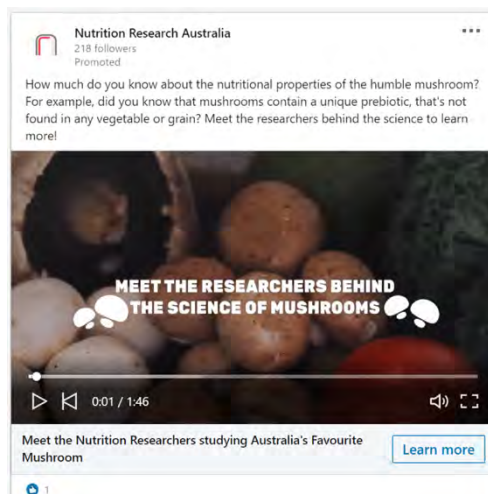 Nutrition Research Australia
218 followers
Promoted
How much do you know about the nutritional properties of the humble mushroom?
For example, did you know that mushrooms contain a unique prebiotic, that's not
found in any vegetable or grain? Meet the researchers behind the science to learn
more!
MEET THE RESEARCHERS BEHIND
THE SCIENCE OF MUSHROOMS
0:01 / 1:46
Meet the Nutrition Researchers studying Australia's Favourite
Mushroom
Learn more
1